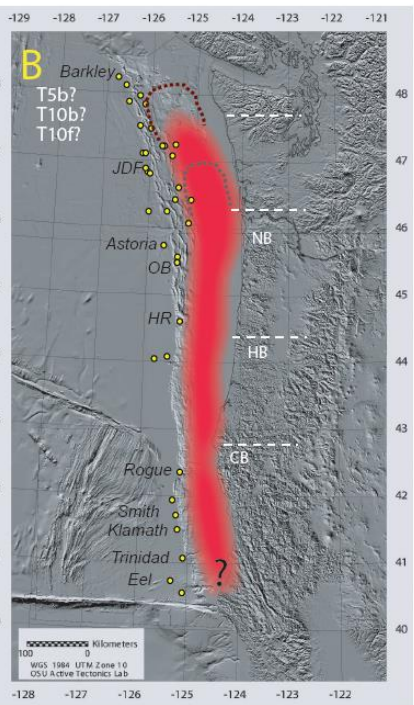 -129 -128 -127 -126 -125 -124 -123 -122 -121
B
Barkley
T5b?
T10b?
T10f?
48
47
JDF
46
NB
Astoria
OB
45
HR
HB
44
43
CB
Rogue
42
Smith
Klamath
41
Trinidad
?
Eel
40
Kilometers
100 0
WGS 1984 UTM Zone 10
OSU Active Tectonics Lab
-128 -127 -126 -125 -124 -123 -122